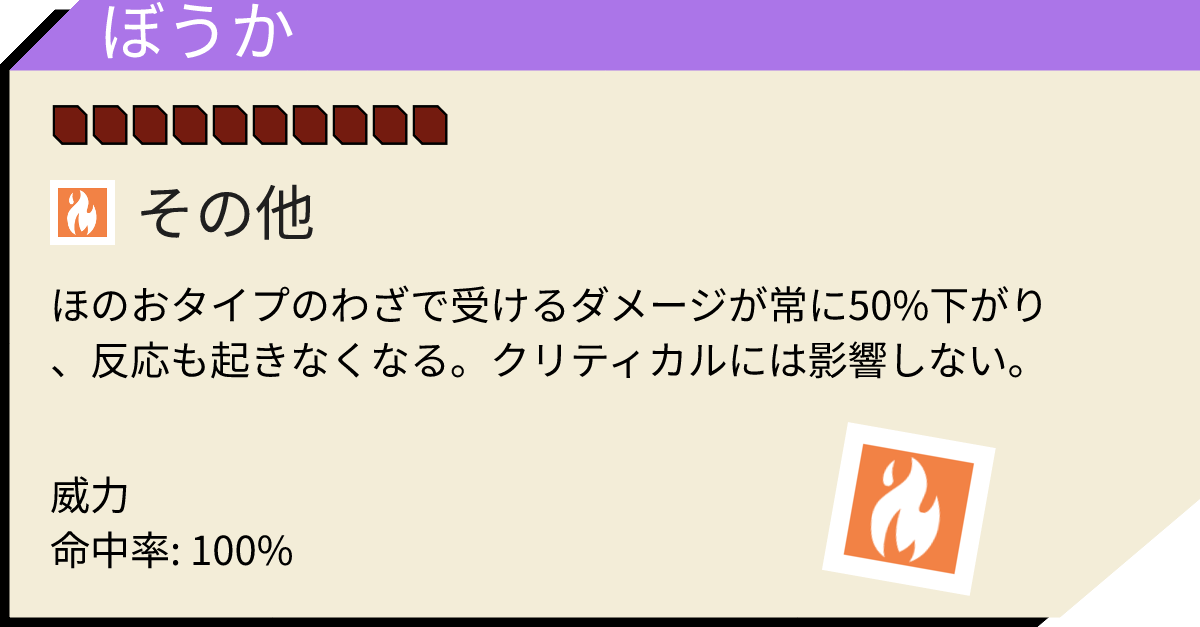 ぼうか
その他
ほのおタイプのわざで受けるダメージが常に50%下がり
、反応も起きなくなる。クリティカルには影響しない。
威力
命中率: 100%